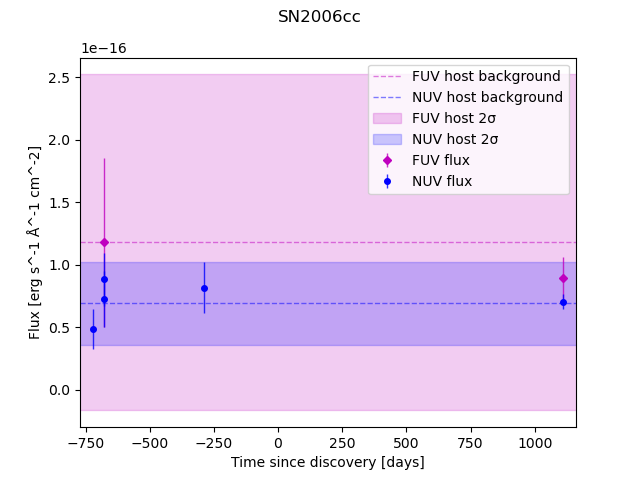 SN2006cc
1e−16
FUV host background
NUV host background
FUV host 2σ
NUV host 2σ
FUV flux
NUV flux
2.5
2.0
1.5
1.0
0.5
0.0
Flux [erg s^-1 Å^-1 cm^-2]
−750 −500 −250 0 250 500 750 1000
Time since discovery [days]